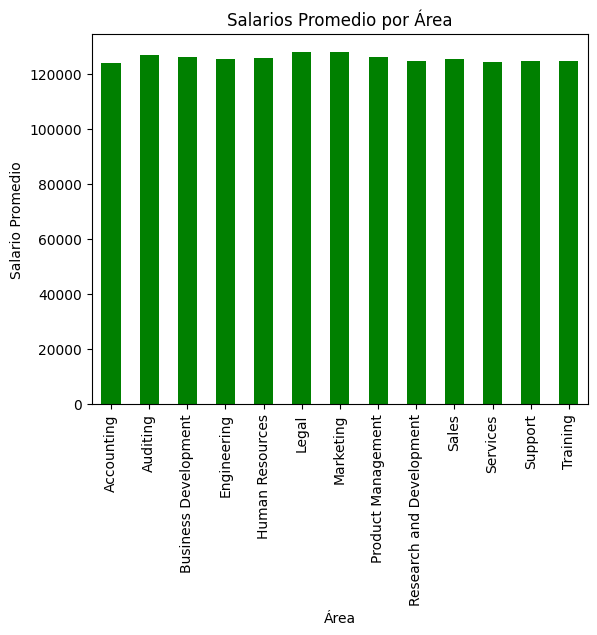 Salarios Promedio por Área
Salario Promedio
120000
100000
80000
60000
40000
20000
0
Accounting
Auditing
Business Development
Engineering
Human Resources
Legal
Marketing
Product Management
Research and Development
Sales
Services
Support
Training
Área